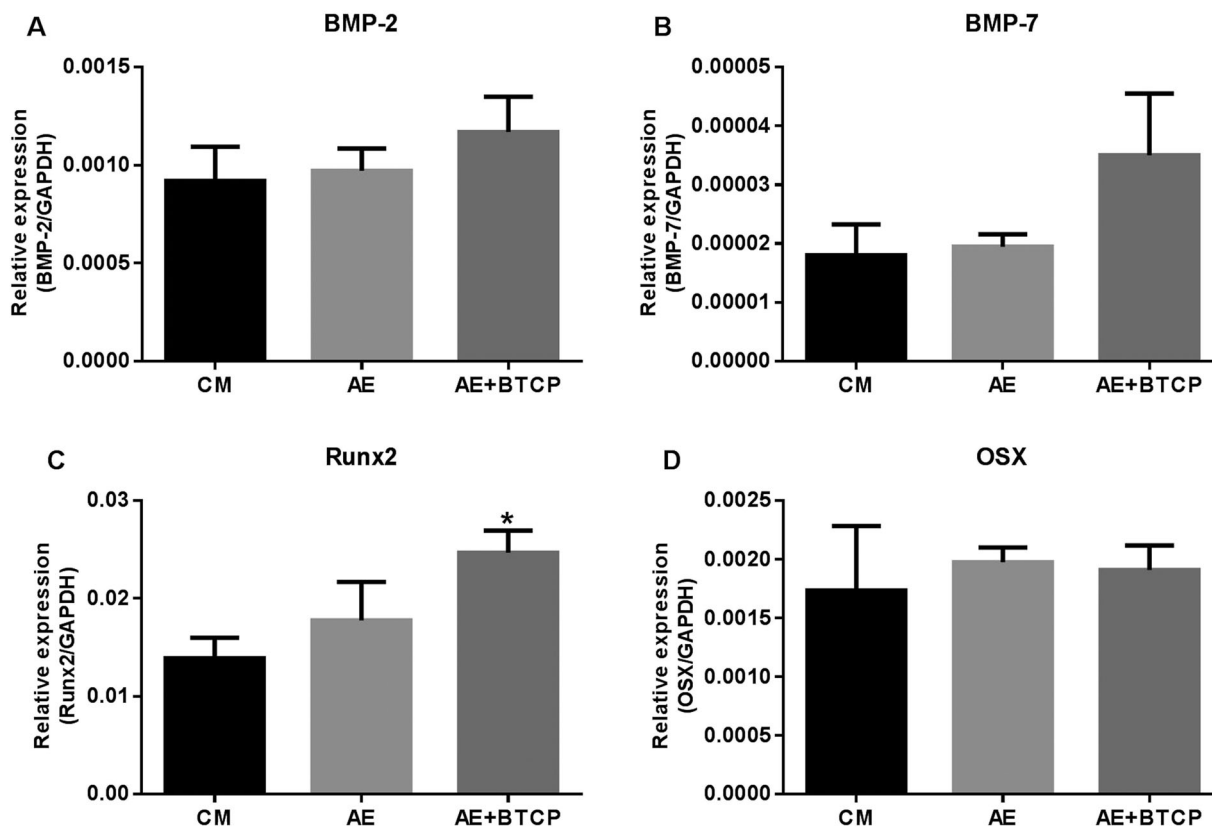 A
BMP-2
Relative expression
(BMP-2/GAPDH)
0.0015
0.0010
0.0005
0.0000
CM AE AE+BTCP
B
BMP-7
Relative expression
(BMP-7/GAPDH)
0.00005
0.00004
0.00003
0.00002
0.00001
0.00000
CM AE AE+BTCP
C
Runx2
Relative expression
(Runx2/GAPDH)
0.03
0.02
0.01
0.00
*
CM AE AE+BTCP
D
OSX
Relative expression
(OSX/GAPDH)
0.0025
0.0020
0.0015
0.0010
0.0005
0.0000
CM AE AE+BTCP